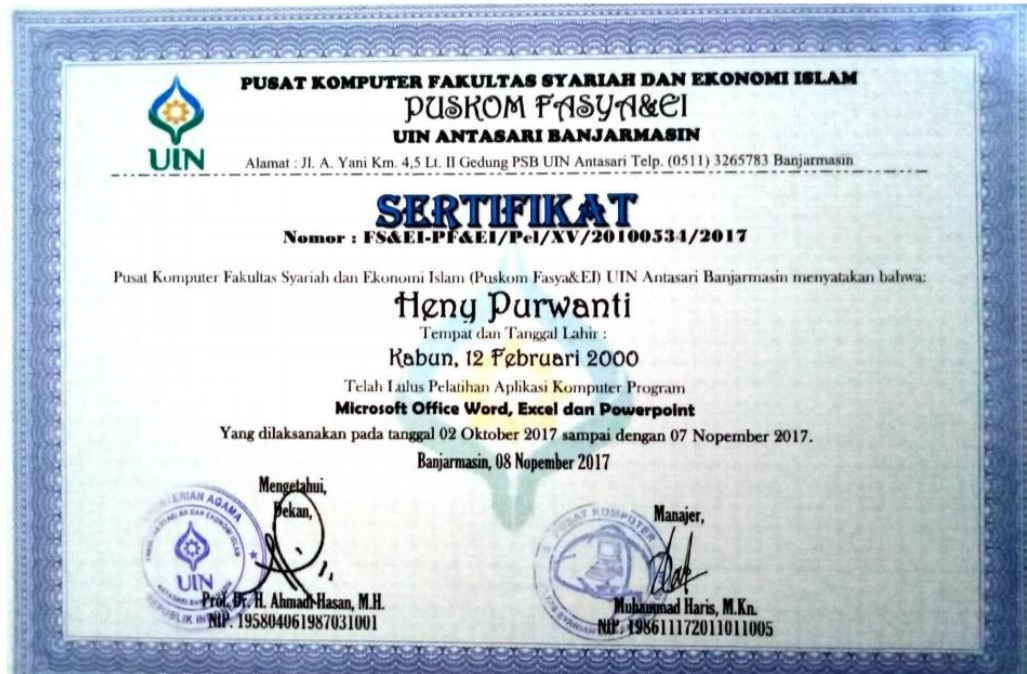 PUSAT KOMPUTER FAKULTAS SYARIAH DAN EKONOMI ISLAM
PUSKOM FASYA&EI
UIN ANTASARI BANJARMASIN
UIN
Alamat : Jl. A. Yani Km. 4,5 Lt. II Gedung PSB UIN Antasari Telp. (0511) 3265783 Banjarmasin
SERTIFIKAT
Nomor : FS&EI-PF&EI/Pel/XV/20100534/2017
Pusat Komputer Fakultas Syariah dan Ekonomi Islam (Puskom Fasya&EI) UIN Antasari Banjarmasin menyatakan bahwa:
Heny Purwanti
Tempat dan Tanggal Lahir :
Kabun, 12 Februari 2000
Telah Lulus Pelatihan Aplikasi Komputer Program
Microsoft Office Word, Excel dan Powerpoint
Yang dilaksanakan pada tanggal 02 Oktober 2017 sampai dengan 07 Nopember 2017.
Banjarmasin, 08 Nopember 2017
Mengetahui,
Dekan,
UIN
Prof. Dr. H. Ahmadi Hasan, M.H.
NIP. 195804061987031001
Manajer,
PUSAT KOMPUTER
Muhammad Haris, M.Kn.
NIP. 198611172011011005